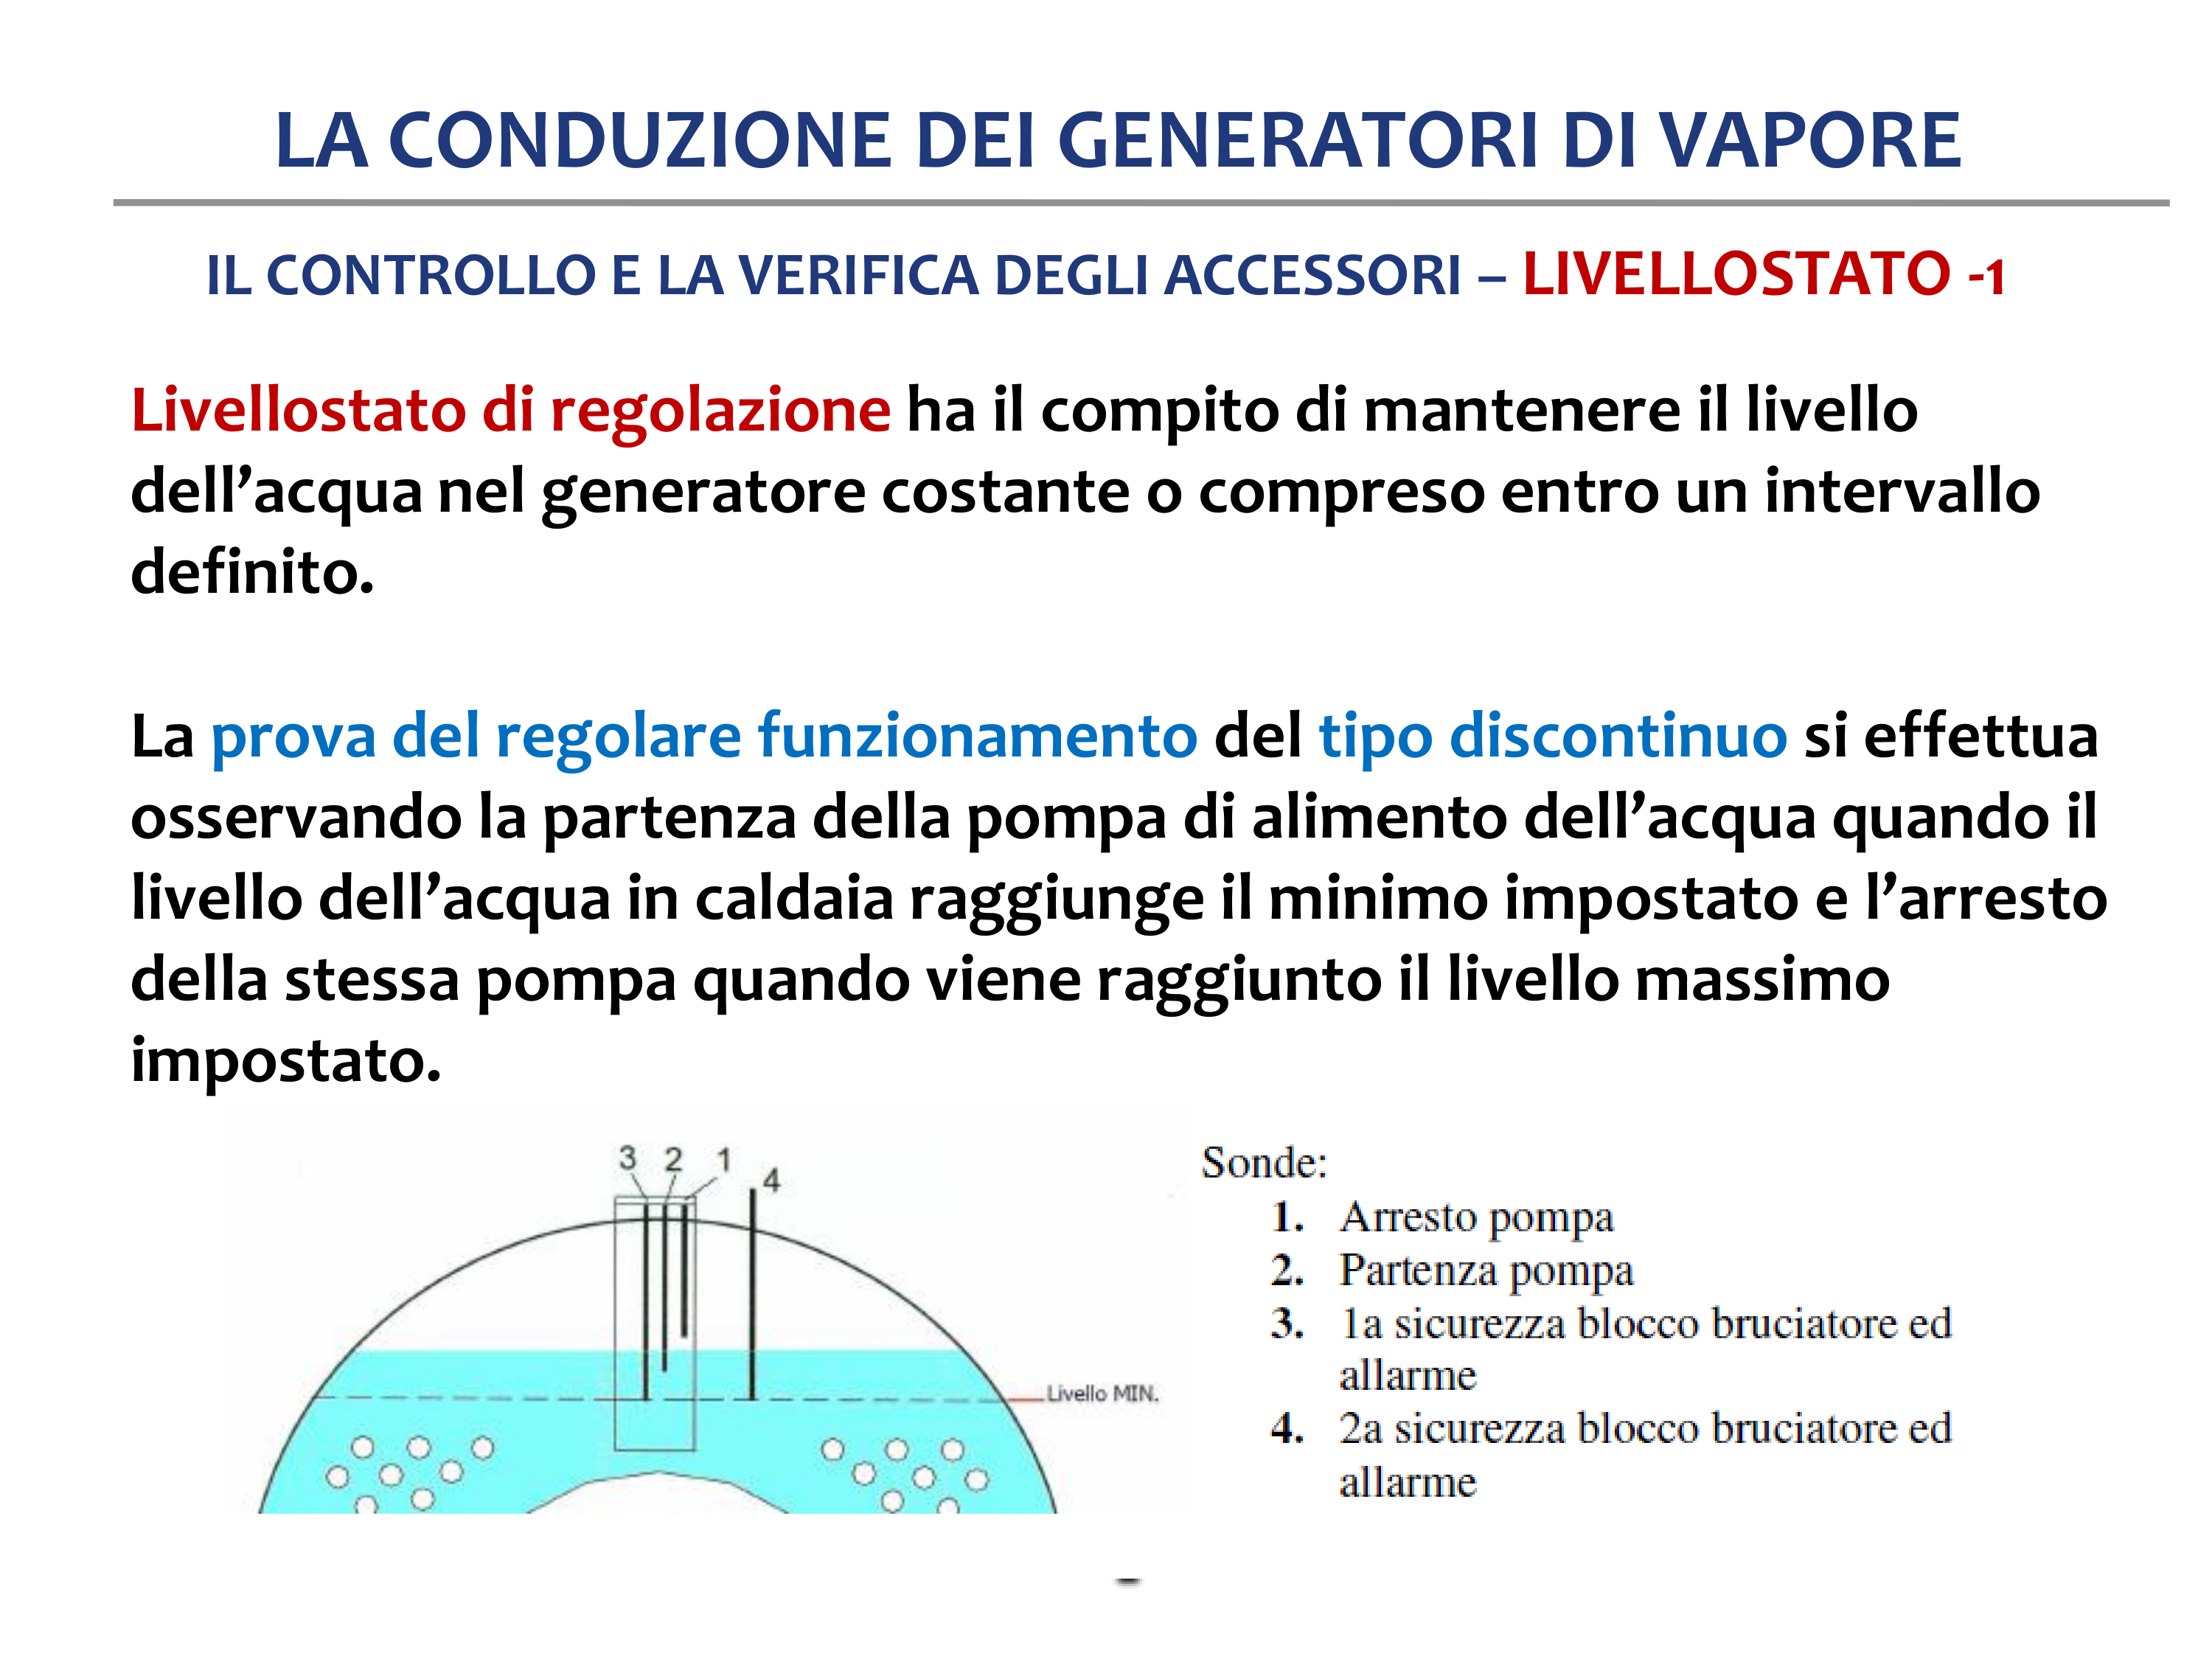 LA CONDUZIONE DEI GENERATORI DI VAPORE
IL CONTROLLO E LA VERIFICA DEGLI ACCESSORI – LIVELLOSTATO -1
Livellostato di regolazione ha il compito di mantenere il livello
dell’acqua nel generatore costante o compreso entro un intervallo
definito.
La prova del regolare funzionamento del tipo discontinuo si effettua
osservando la partenza della pompa di alimento dell’acqua quando il
livello dell’acqua in caldaia raggiunge il minimo impostato e l’arresto
della stessa pompa quando viene raggiunto il livello massimo
impostato.
3 2 1 4
Livello MIN.
Sonde:
1. Arresto pompa
2. Partenza pompa
3. 1a sicurezza blocco bruciatore ed
allarme
4. 2a sicurezza blocco bruciatore ed
allarme